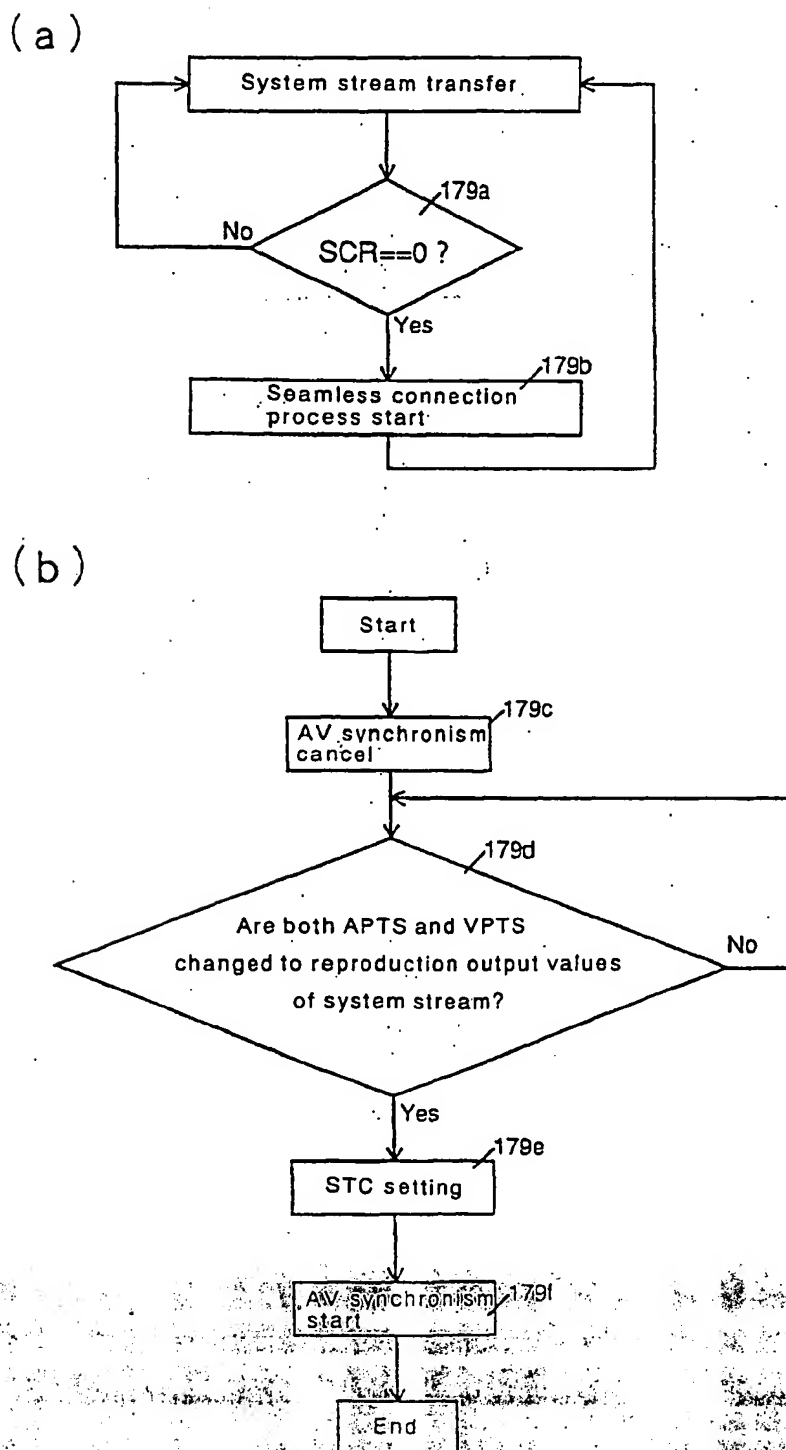 (a)
System stream transfer
179a
No
SCR==0 ?
Yes
179b
Seamless connection
process start
(b)
Start
179c
AV synchronism
cancel
179d
Are both APTS and VPTS
changed to reproduction output values
of system stream?
No
Yes
179e
STC setting
179f
AV synchronism
start
End